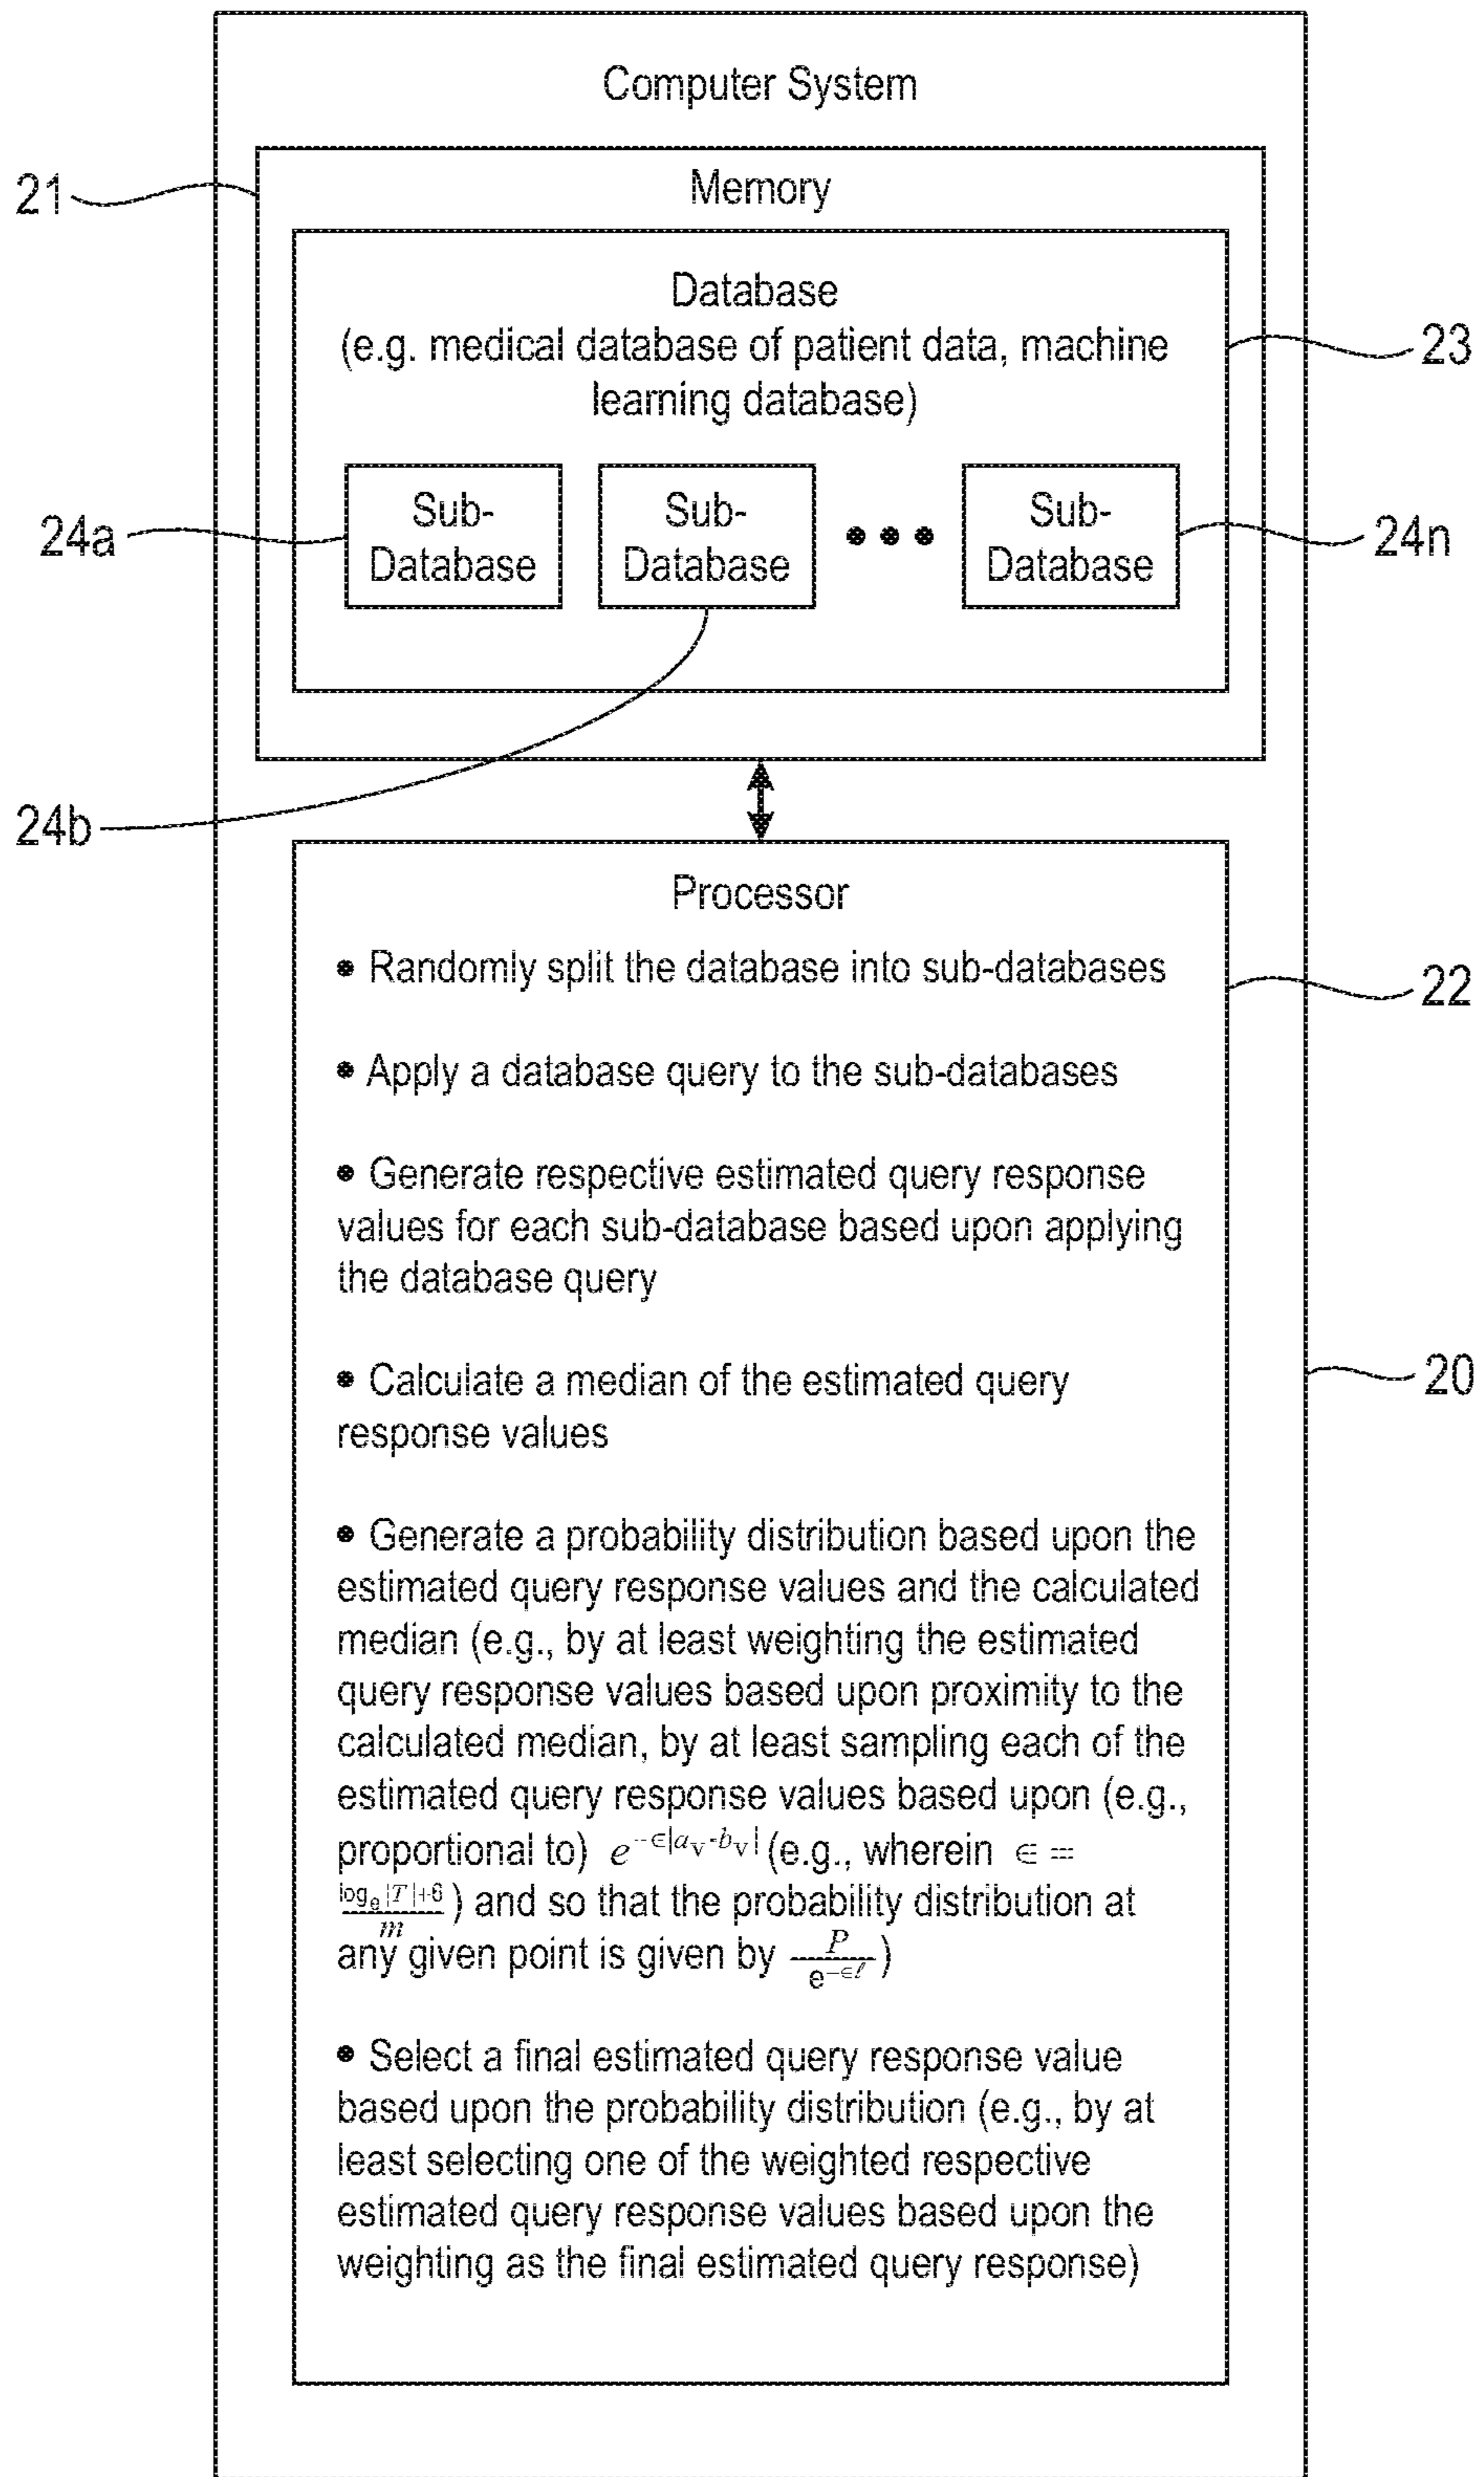 Computer System
21
Memory
Database
(e.g. medical database of patient data, machine
learning database)
23
24a
Sub-
Database
Sub-
Database
•••
Sub-
Database
24n
24b
Processor
• Randomly split the database into sub-databases
22
• Apply a database query to the sub-databases
• Generate respective estimated query response
values for each sub-database based upon applying
the database query
• Calculate a median of the estimated query
response values
20
• Generate a probability distribution based upon the
estimated query response values and the calculated
median (e.g., by at least weighting the estimated
query response values based upon proximity to the
calculated median, by at least sampling each of the
estimated query response values based upon (e.g.,
proportional to) e^{-∈|a_v-b_v|} (e.g., wherein ∈ =
\frac{log_e|T|+6}{m}) and so that the probability distribution at
any given point is given by \frac{P}{e^{-∈ℓ}})
• Select a final estimated query response value
based upon the probability distribution (e.g., by at
least selecting one of the weighted respective
estimated query response values based upon the
weighting as the final estimated query response)